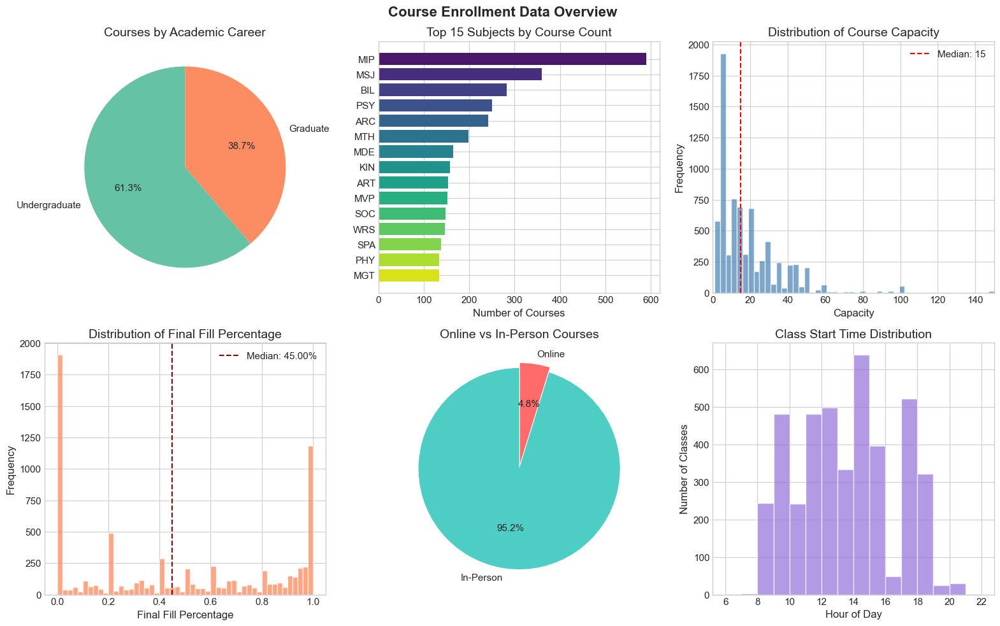 Course Enrollment Data Overview
Courses by Academic Career
Graduate
38.7%
61.3%
Undergraduate
Top 15 Subjects by Course Count
MIP
MSJ
BIL
PSY
ARC
MTH
MDE
KIN
ART
MVP
SOC
WRS
SPA
PHY
MGT
0 100 200 300 400 500 600
Number of Courses
Distribution of Course Capacity
Median: 15
2000
1750
1500
1250
1000
750
500
250
0
Frequency
0 20 40 60 80 100 120 140
Capacity
Distribution of Final Fill Percentage
Median: 45.00%
2000
1750
1500
1250
1000
750
500
250
0
Frequency
0.0 0.2 0.4 0.6 0.8 1.0
Final Fill Percentage
Online vs In-Person Courses
Online
4.8%
95.2%
In-Person
Class Start Time Distribution
600
500
400
300
200
100
0
Number of Classes
6 8 10 12 14 16 18 20 22
Hour of Day